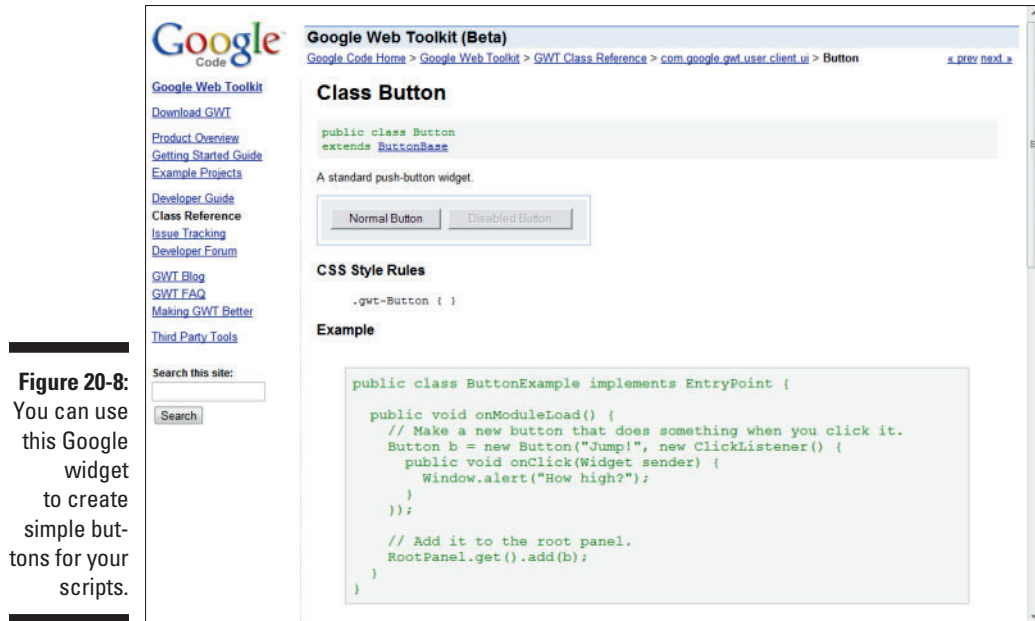 Google
Code
Google Web Toolkit
Download GWT
Product Overview
Getting Started Guide
Example Projects
Developer Guide
Class Reference
Issue Tracking
Developer Forum
GWT Blog
GWT FAQ
Making GWT Better
Third Party Tools
Search this site:
Search
Google Web Toolkit (Beta)
Google Code Home > Google Web Toolkit > GWT Class Reference > com.google.gwt.user.client.ui > Button « prev next »
Class Button
public class Button
extends ButtonBase
A standard push-button widget.
Normal Button Disabled Button
CSS Style Rules
.gwt-Button { }
Example
public class ButtonExample implements EntryPoint {
public void onModuleLoad() {
// Make a new button that does something when you click it.
Button b = new Button("Jump!", new ClickListener() {
public void onClick(Widget sender) {
Window.alert("How high?");
}
});
// Add it to the root panel.
RootPanel.get().add(b);
}
}
Figure 20-8:
You can use
this Google
widget
to create
simple but-
tons for your
scripts.